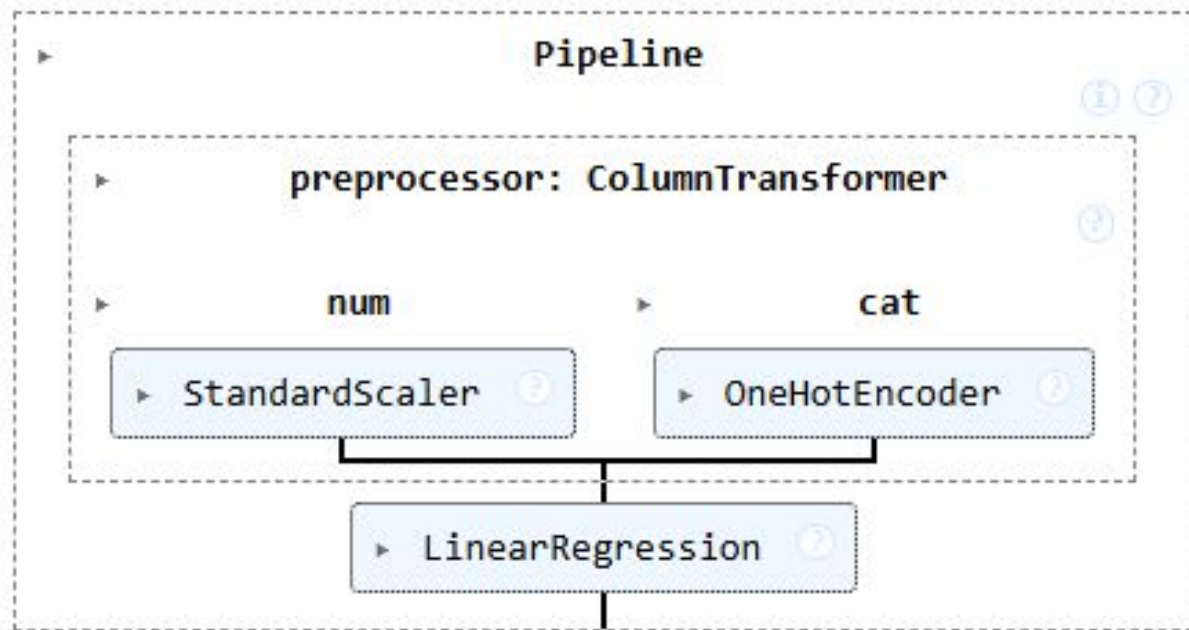 Pipeline
preprocessor: ColumnTransformer
num
cat
StandardScaler
OneHotEncoder
LinearRegression